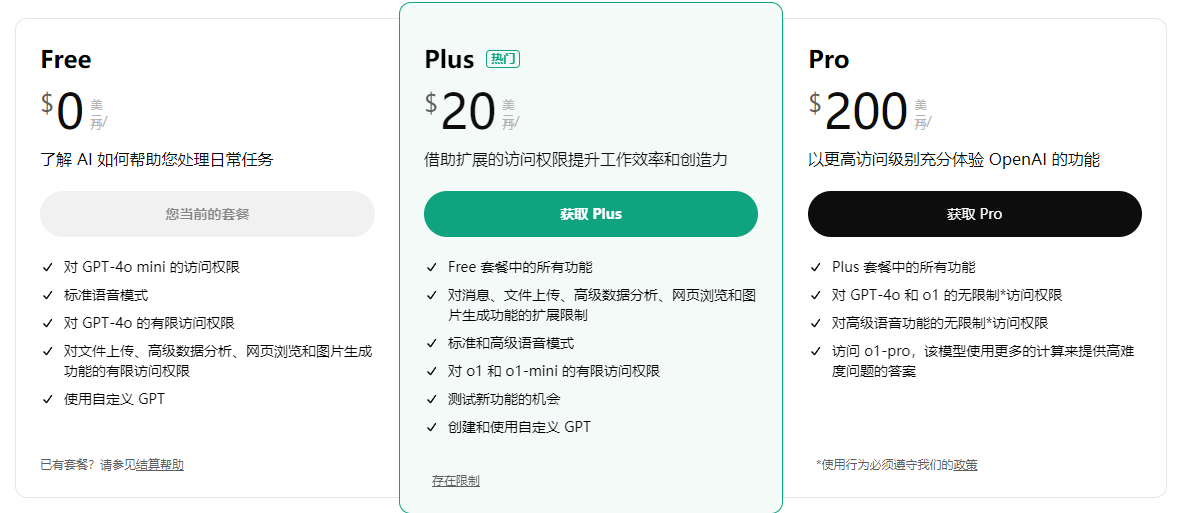 Free
$0 美元/月
了解 AI 如何帮助您处理日常任务
您当前的套餐
对 GPT-4o mini 的访问权限
标准语音模式
对 GPT-4o 的有限访问权限
对文件上传、高级数据分析、网页浏览和图片生成
功能的有限访问权限
使用自定义 GPT
已有套餐？请参见结算帮助
Plus 热门
$20 美元/月
借助扩展的访问权限提升工作效率和创造力
获取 Plus
Free 套餐中的所有功能
对消息、文件上传、高级数据分析、网页浏览和图
片生成功能的扩展限制
标准和高级语音模式
对 o1 和 o1-mini 的有限访问权限
测试新功能的机会
创建和使用自定义 GPT
存在限制
Pro
$200 美元/月
以更高访问级别充分体验 OpenAI 的功能
获取 Pro
Plus 套餐中的所有功能
对 GPT-4o 和 o1 的无限制*访问权限
对高级语音功能的无限制*访问权限
访问 o1-pro，该模型使用更多的计算来提供高难
度问题的答案
*使用行为必须遵守我们的政策